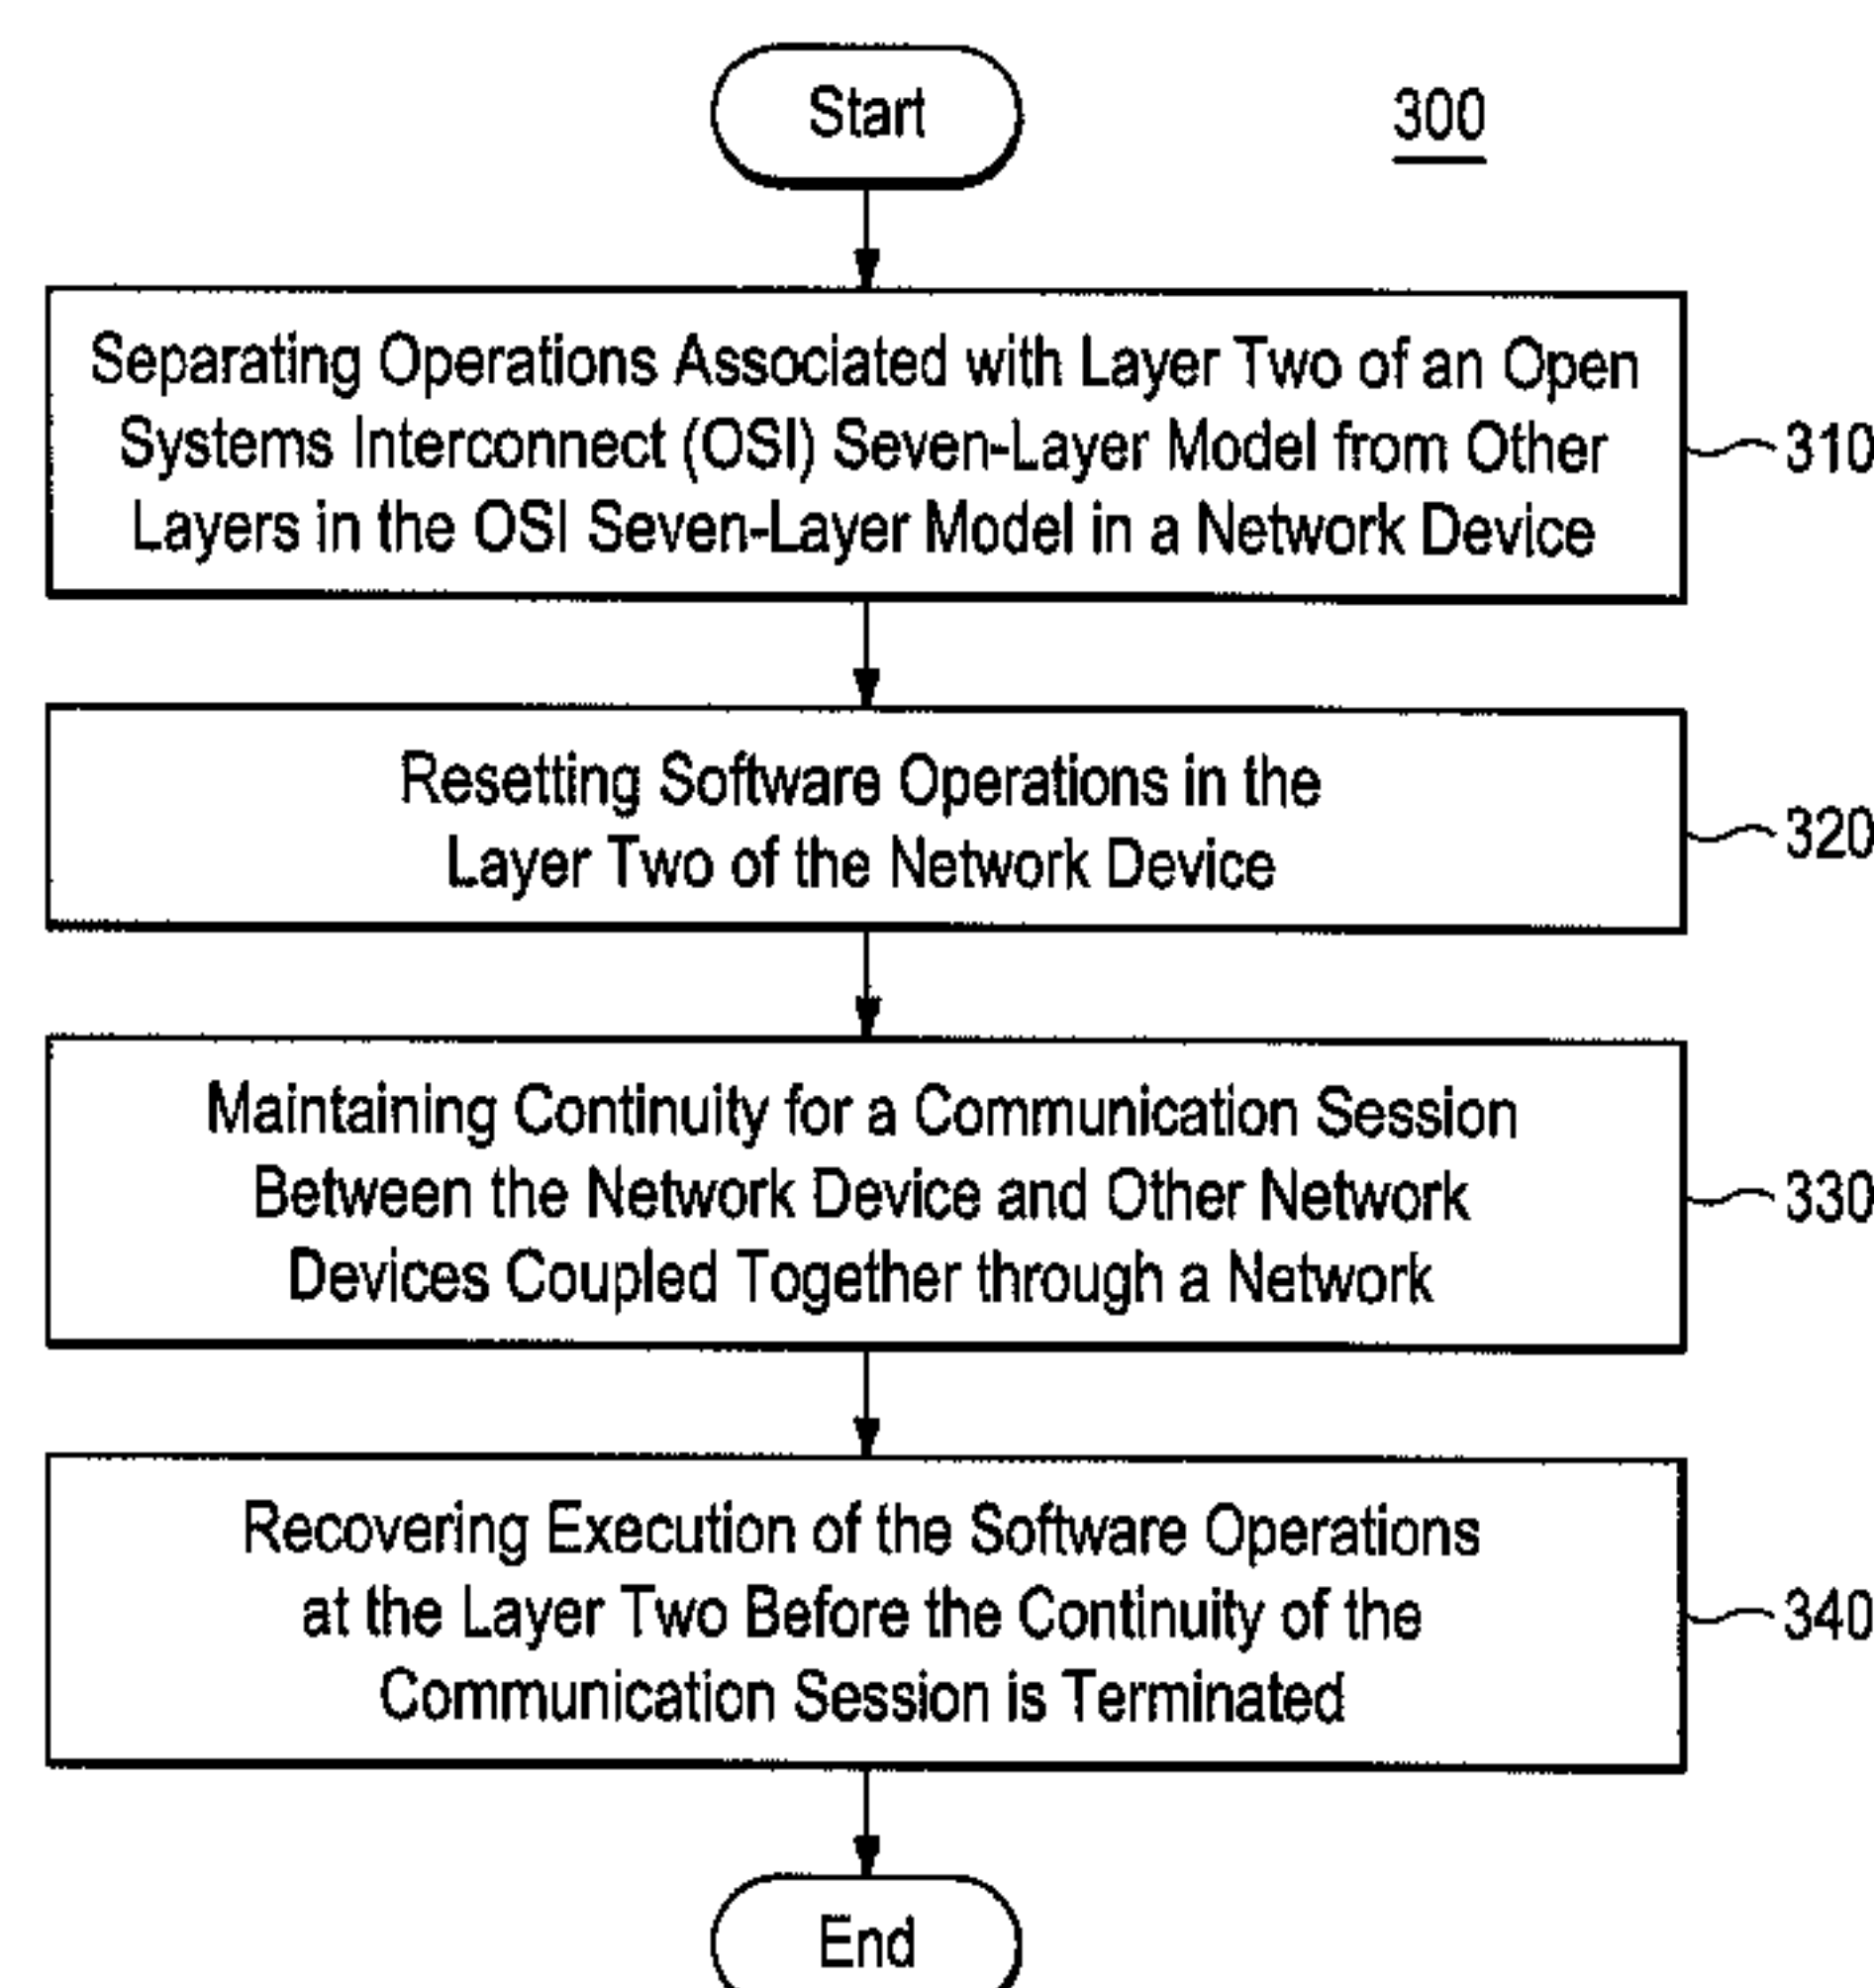 Start
300
Separating Operations Associated with Layer Two of an Open
Systems Interconnect (OSI) Seven-Layer Model from Other
Layers in the OSI Seven-Layer Model in a Network Device
310
Resetting Software Operations in the
Layer Two of the Network Device
320
Maintaining Continuity for a Communication Session
Between the Network Device and Other Network
Devices Coupled Together through a Network
330
Recovering Execution of the Software Operations
at the Layer Two Before the Continuity of the
Communication Session is Terminated
340
End